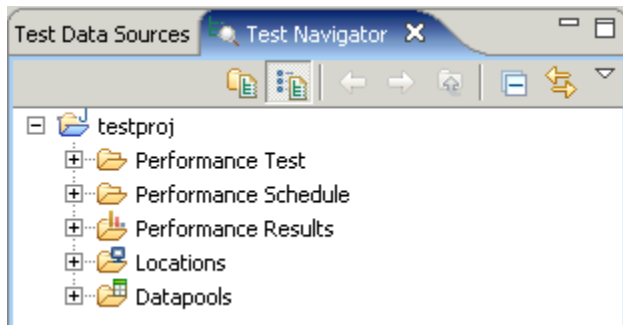 Test Data Sources Test Navigator
testproj
Performance Test
Performance Schedule
Performance Results
Locations
Datapools